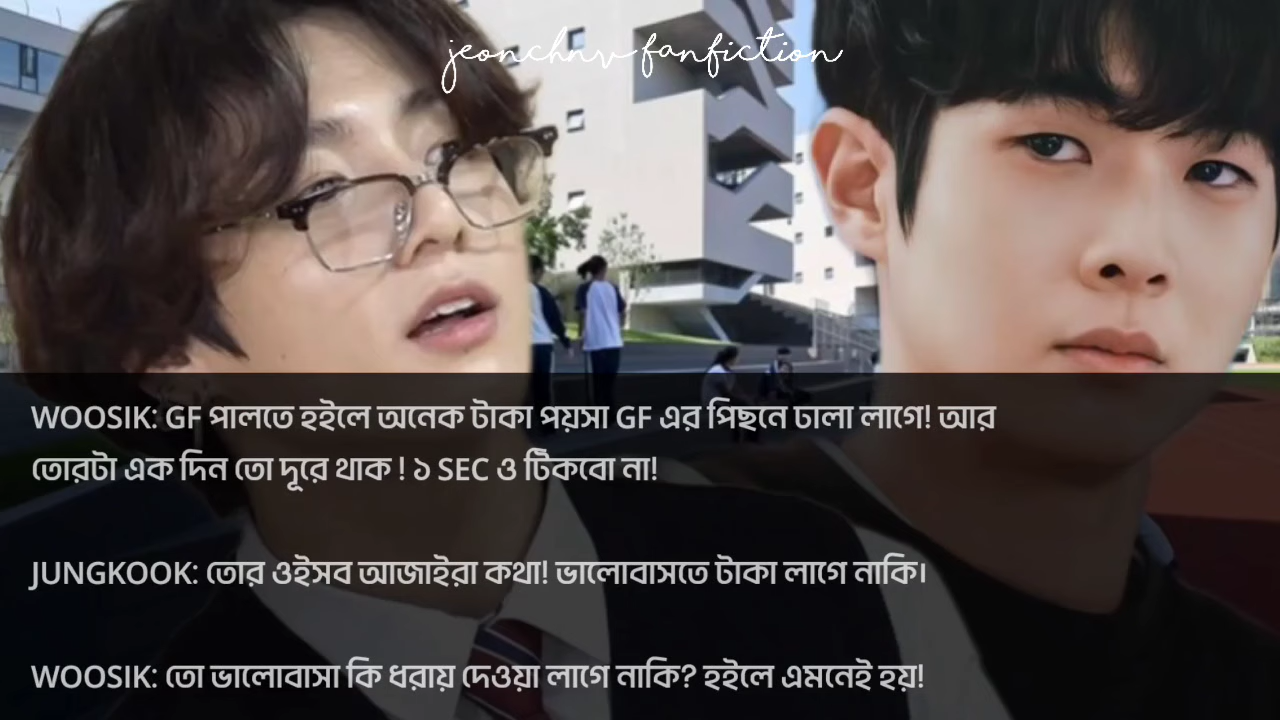 jeonchnv fanfiction
WOOSIK: GF পালতে হইলে অনেক টাকা পয়সা GF এর পিছনে ঢালা লাগে! আর
তোরটা এক দিন তো দূরে থাক ! ১ SEC ও টিকবো না!
JUNGKOOK: তোর ওইসব আজাইরা কথা! ভালোবাসতে টাকা লাগে নাকি।
WOOSIK: তো ভালোবাসা কি ধরায় দেওয়া লাগে নাকি? হইলে এমনেই হয়!